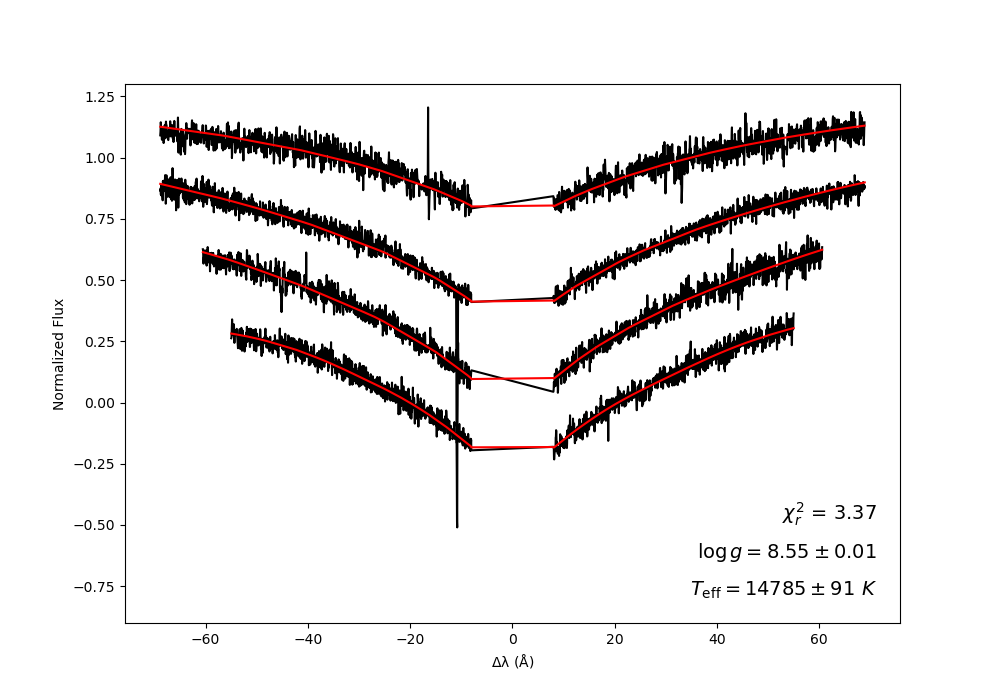 1.25
1.00
0.75
0.50
0.25
0.00
−0.25
−0.50
−0.75
Normalized Flux
χ²ᵣ = 3.37
log g = 8.55 ± 0.01
T_eff = 14785 ± 91 K
−60 −40 −20 0 20 40 60
Δλ (Å)